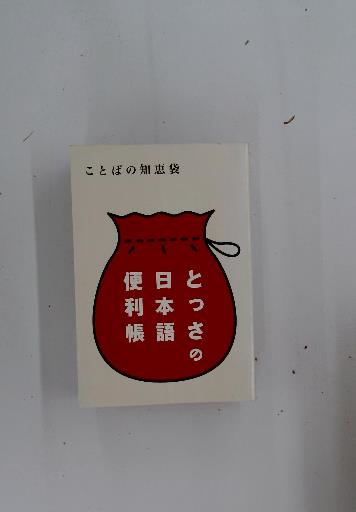 ことばの知恵袋
とっさの
日本語
便利帳